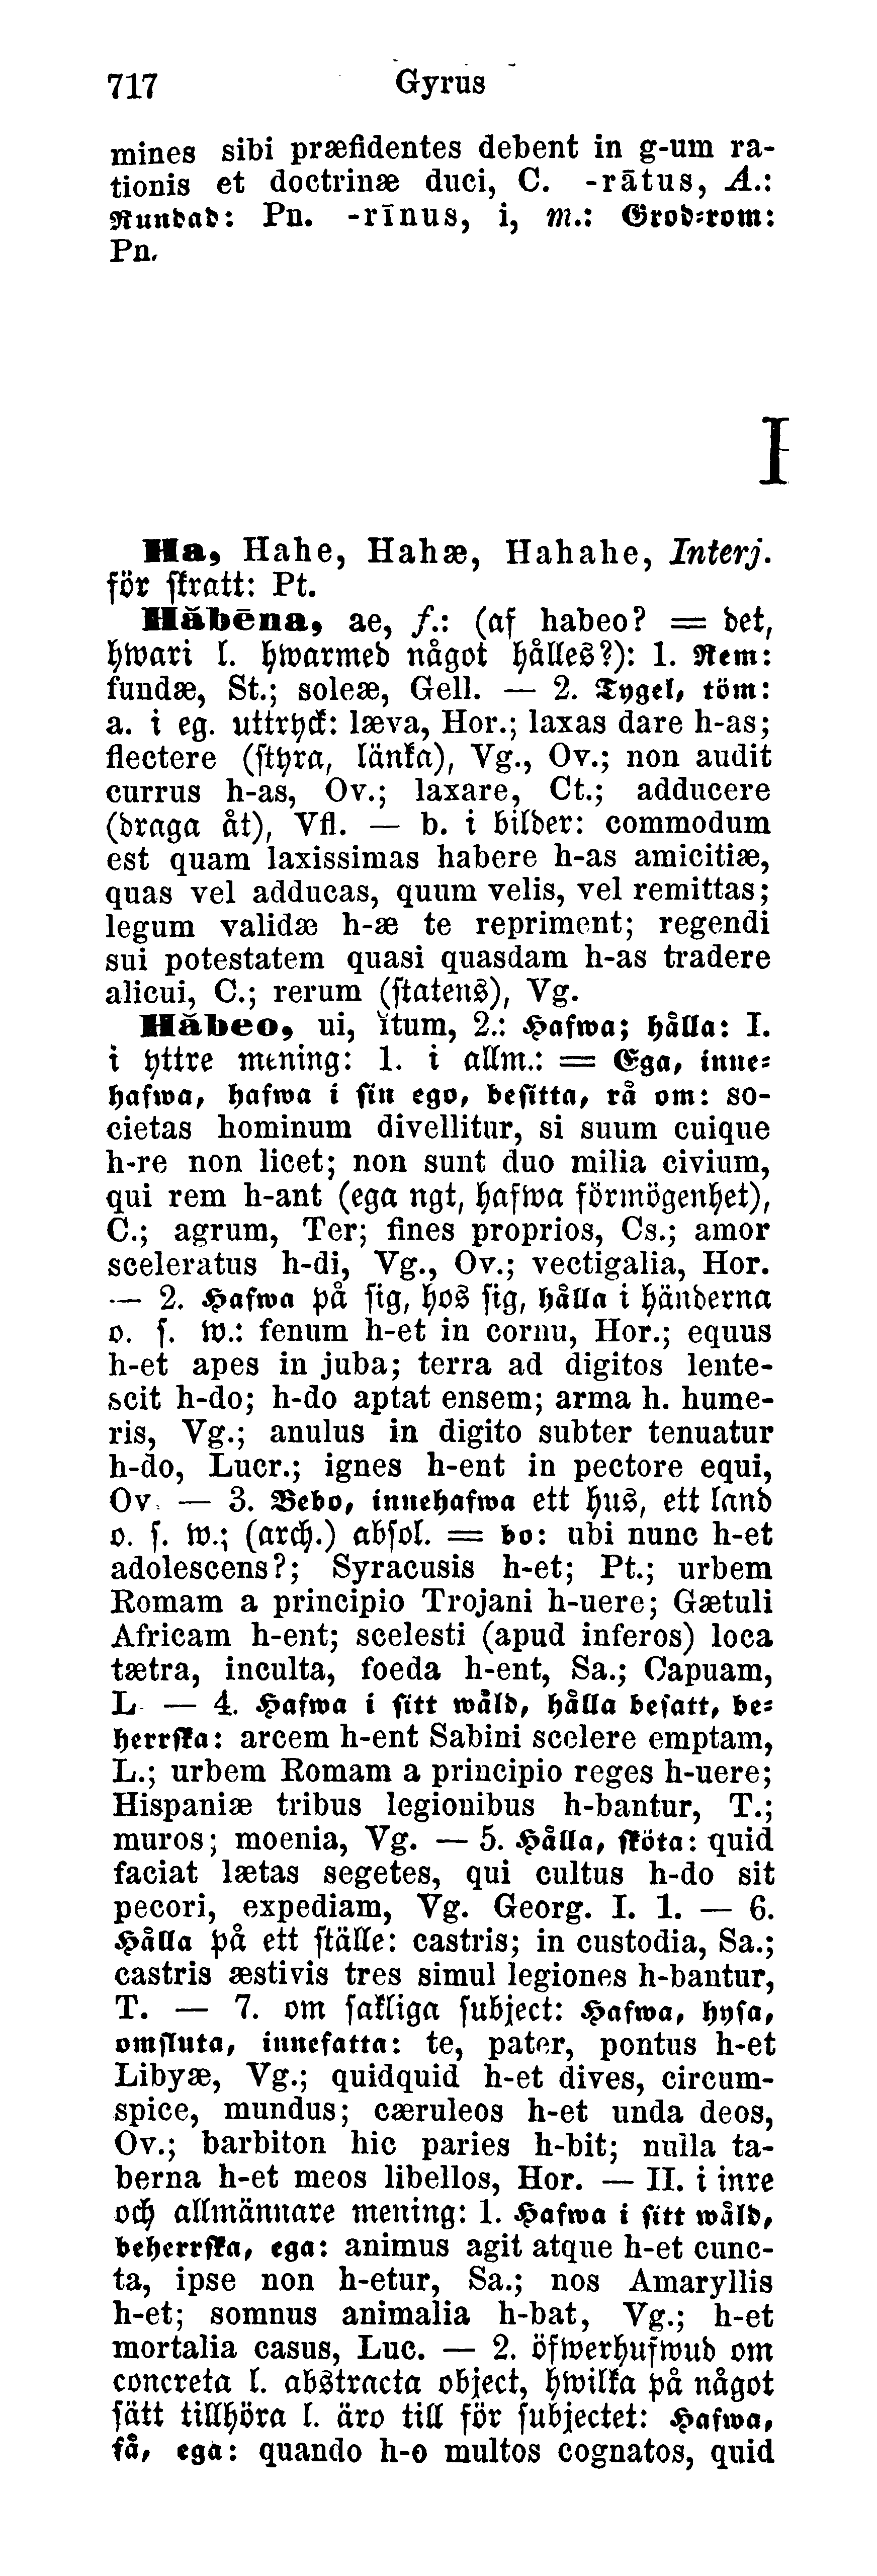 717 Gyrus
mines sibi præfidentes debent in g-um ra-
tionis et doctrinæ duci, C. -rātus, A.:
Rundad: Pn. -rīnus, i, m.: Grod-rom:
Pn.
H
Ha, Hahe, Hahæ, Hahahe, Interj.
för skratt: Pt.
Hăbēna, ae, f.: (af habeo? = det,
hwari l. hwarmed något hålles?): 1. Rem:
fundæ, St.; soleæ, Gell. — 2. Tygel, töm:
a. i eg. uttryck: læva, Hor.; laxas dare h-as;
flectere (styra, länka), Vg., Ov.; non audit
currus h-as, Ov.; laxare, Ct.; adducere
(draga åt), Vfl. — b. i bilder: commodum
est quam laxissimas habere h-as amicitiæ,
quas vel adducas, quum velis, vel remittas;
legum validæ h-æ te repriment; regendi
sui potestatem quasi quasdam h-as tradere
alicui, C.; rerum (statens), Vg.
Hăbeo, ui, ĭtum, 2.: Hafwa; hålla: I.
i yttre mening: 1. i allm.: = Ega, inne-
hafwa, hafwa i sin ego, besitta, rå om: so-
cietas hominum divellitur, si suum cuique
h-re non licet; non sunt duo milia civium,
qui rem h-ant (ega ngt, hafwa förmögenhet),
C.; agrum, Ter; fines proprios, Cs.; amor
sceleratus h-di, Vg., Ov.; vectigalia, Hor.
— 2. Hafwa på sig, hos sig, hålla i händerna
o. s. w.: fenum h-et in cornu, Hor.; equus
h-et apes in juba; terra ad digitos lente-
scit h-do; h-do aptat ensem; arma h. hume-
ris, Vg.; anulus in digito subter tenuatur
h-do, Lucr.; ignes h-ent in pectore equi,
Ov. — 3. Bebo, innehafwa ett hus, ett land
o. s. w.; (arch.) absol. = bo: ubi nunc h-et
adolescens?; Syracusis h-et; Pt.; urbem
Romam a principio Trojani h-uere; Gætuli
Africam h-ent; scelesti (apud inferos) loca
tætra, inculta, foeda h-ent, Sa.; Capuam,
L. — 4. Hafwa i sitt wåld, hålla besatt, be-
herrska: arcem h-ent Sabini scelere emptam,
L.; urbem Romam a principio reges h-uere;
Hispaniæ tribus legionibus h-bantur, T.;
muros; moenia, Vg. — 5. Hålla, sköta: quid
faciat lætas segetes, qui cultus h-do sit
pecori, expediam, Vg. Georg. I. 1. — 6.
Hålla på ett ställe: castris; in custodia, Sa.;
castris æstivis tres simul legiones h-bantur,
T. — 7. om sakliga subject: Hafwa, hysa,
omsluta, innefatta: te, pater, pontus h-et
Libyæ, Vg.; quidquid h-et dives, circum-
spice, mundus; cæruleos h-et unda deos,
Ov.; barbiton hic paries h-bit; nulla ta-
berna h-et meos libellos, Hor. — II. i inre
och allmännare mening: 1. Hafwa i sitt wåld,
beherrska, ega: animus agit atque h-et cunc-
ta, ipse non h-etur, Sa.; nos Amaryllis
h-et; somnus animalia h-bat, Vg.; h-et
mortalia casus, Luc. — 2. öfwerhufwud om
concreta l. abstracta object, hwilka på något
sätt tillhöra l. äro till för subjectet: Hafwa,
få, ega: quando h-o multos cognatos, quid